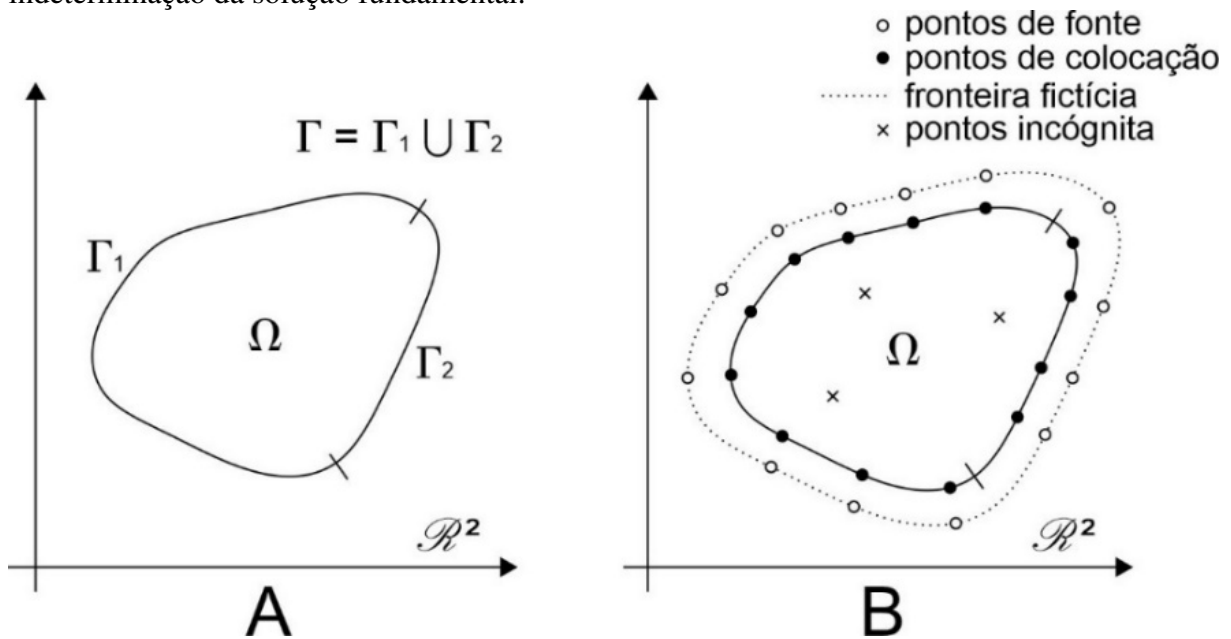 indeterminação da solução fundamental.
○ pontos de fonte
● pontos de colocação
........ fronteira fictícia
× pontos incógnita
Γ = Γ₁ ⋃ Γ₂
Γ₁
Ω
Γ₂
ℛ²
A
Ω
ℛ²
B